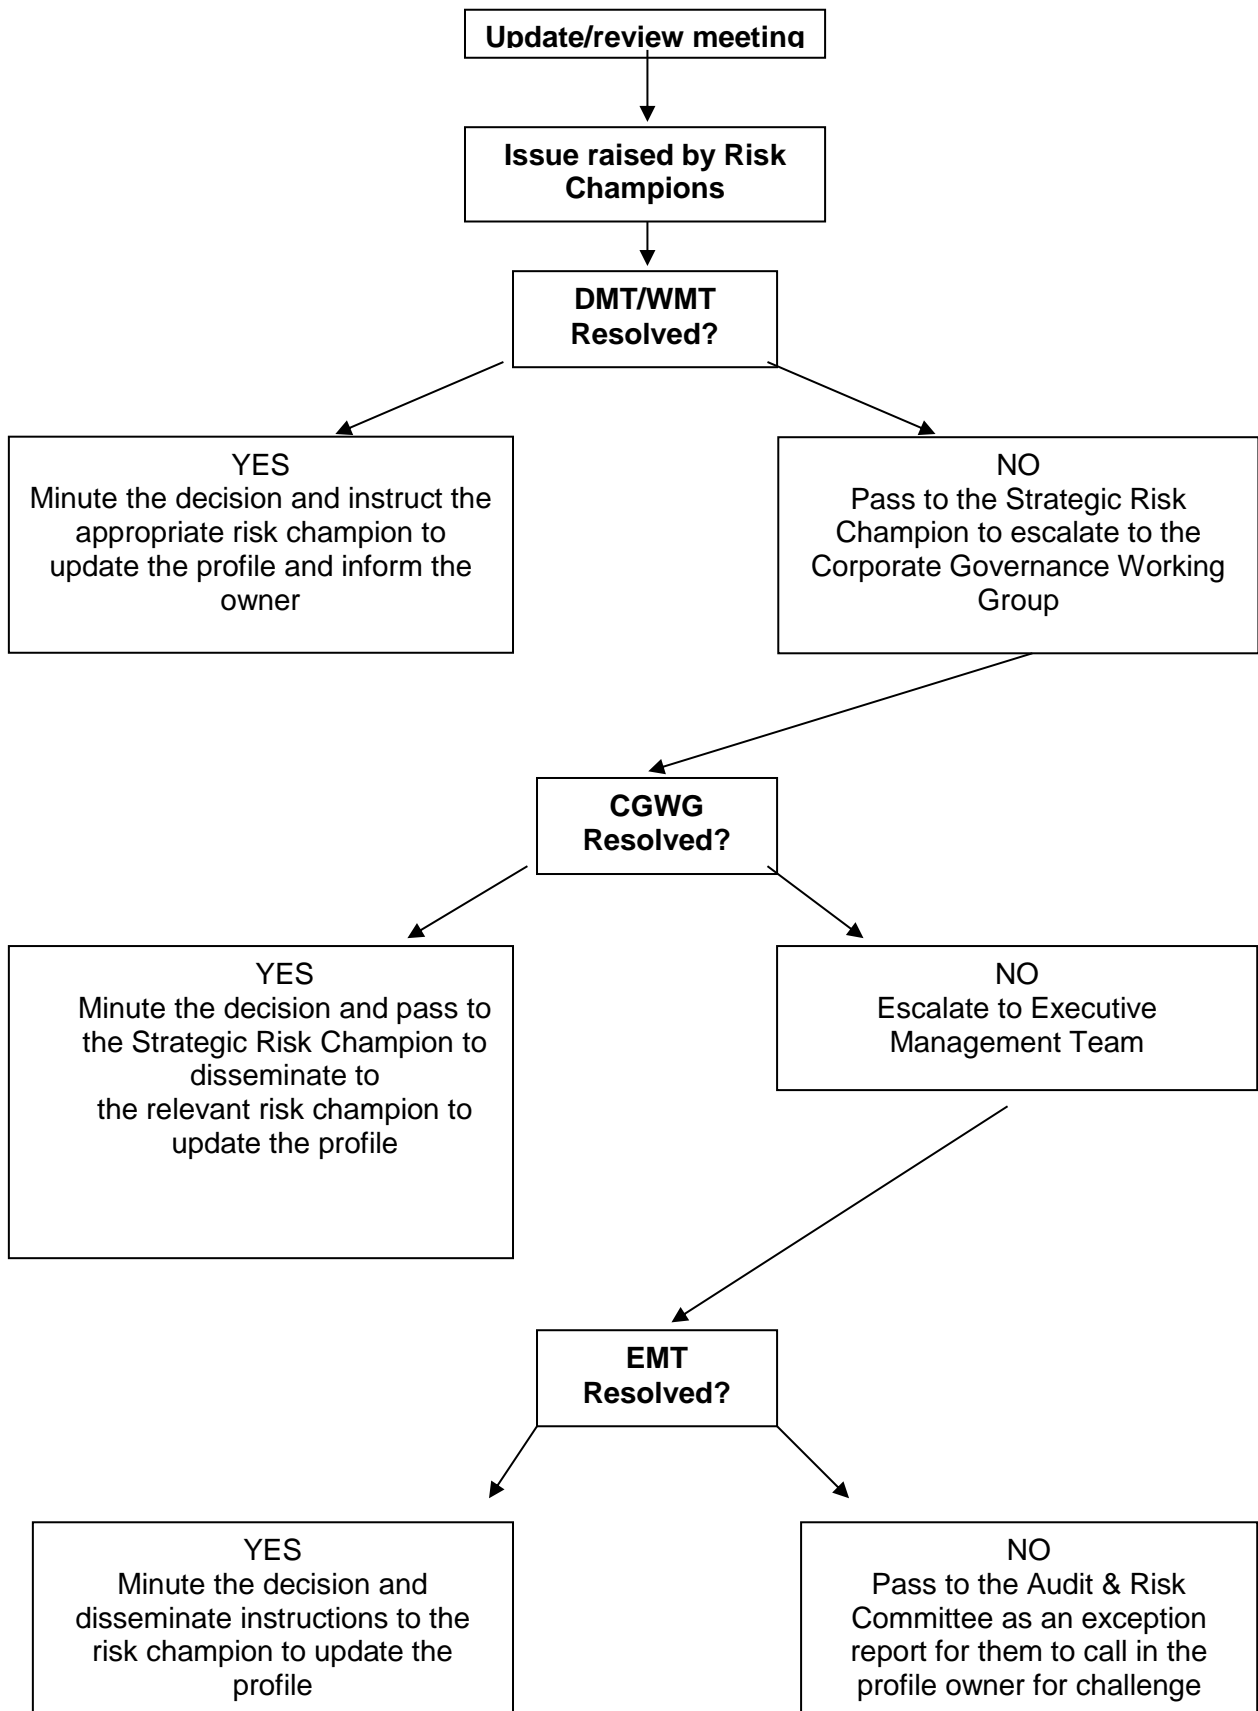 Update/review meeting
Issue raised by Risk
Champions
DMT/WMT
Resolved?
YES
Minute the decision and instruct the
appropriate risk champion to
update the profile and inform the
owner
NO
Pass to the Strategic Risk
Champion to escalate to the
Corporate Governance Working
Group
CGWG
Resolved?
YES
Minute the decision and pass to
the Strategic Risk Champion to
disseminate to
the relevant risk champion to
update the profile
NO
Escalate to Executive
Management Team
EMT
Resolved?
YES
Minute the decision and
disseminate instructions to the
risk champion to update the
profile
NO
Pass to the Audit & Risk
Committee as an exception
report for them to call in the
profile owner for challenge